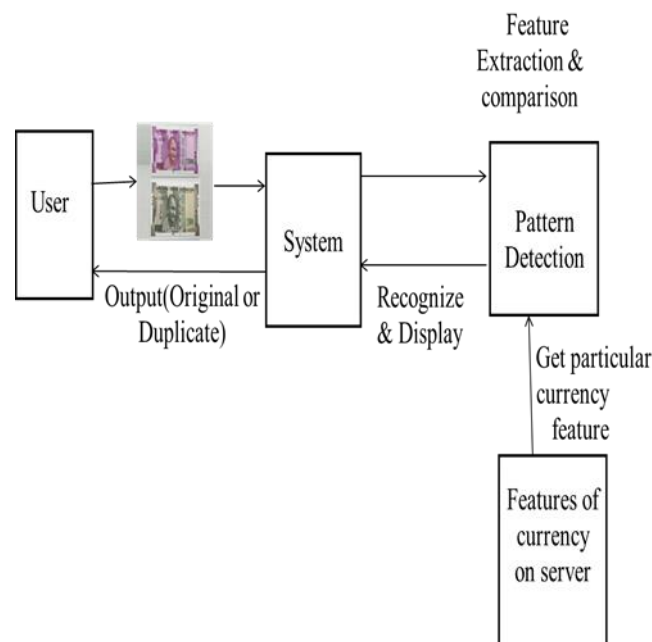 Feature
Extraction &
comparison
User
System
Pattern
Detection
Output(Original or
Duplicate)
Recognize
& Display
Get particular
currency
feature
Features of
currency
on server